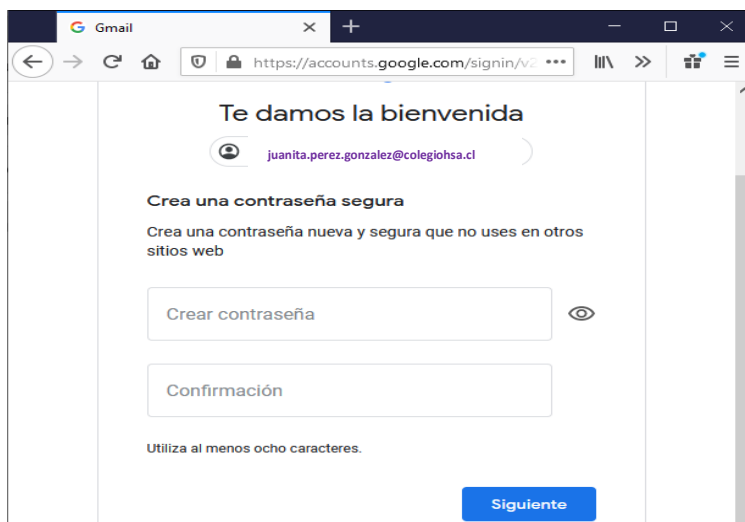 Gmail
https://accounts.google.com/signin/v2
Te damos la bienvenida
juanita.perez.gonzalez@colegiohsa.cl
Crea una contraseña segura
Crea una contraseña nueva y segura que no uses en otros
sitios web
Crear contraseña
Confirmación
Utiliza al menos ocho caracteres.
Siguiente